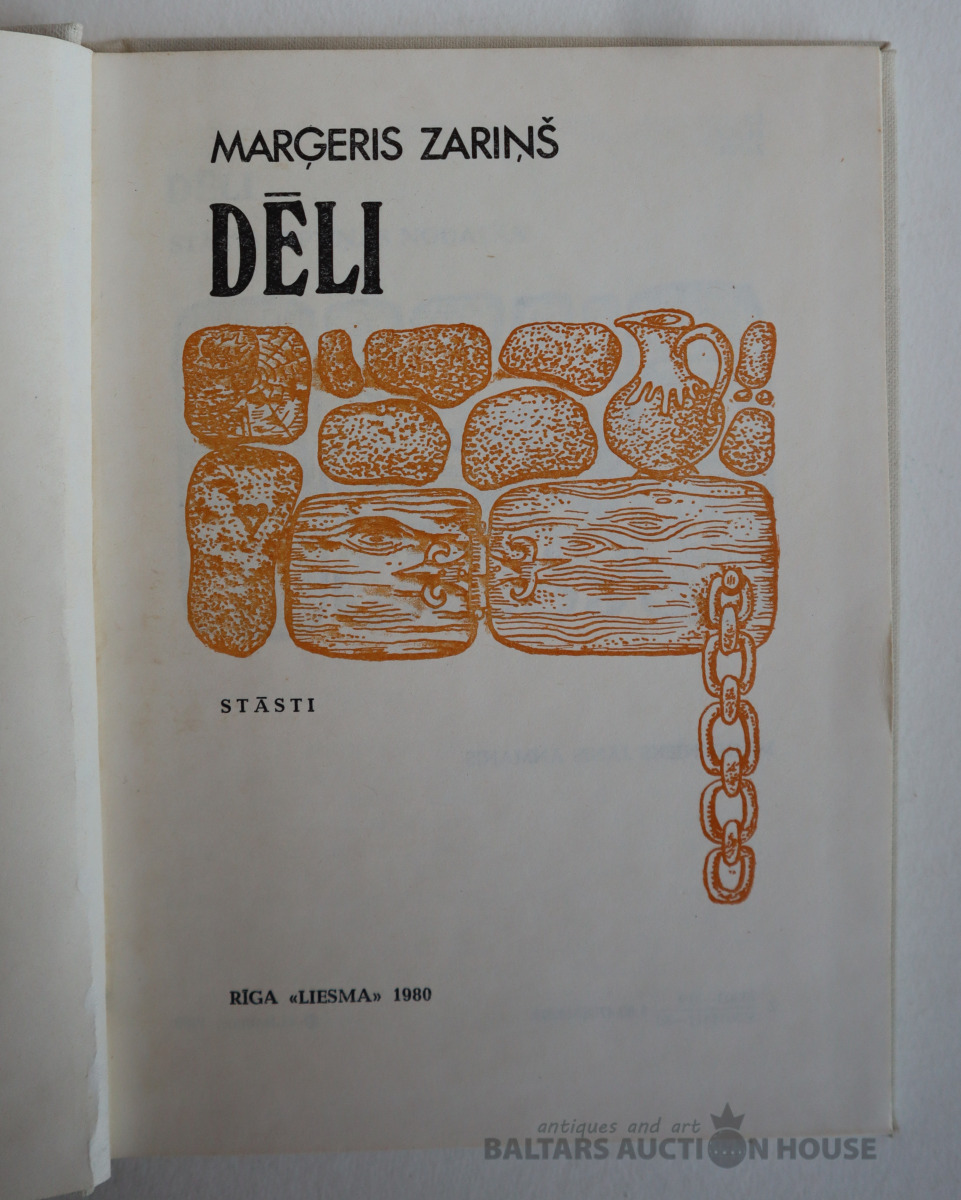 MARĢERIS ZARIŅŠ
DĒLI
STĀSTI
RĪGA «LIESMA» 1980
antiques and art
BALTARS AUCTION HOUSE